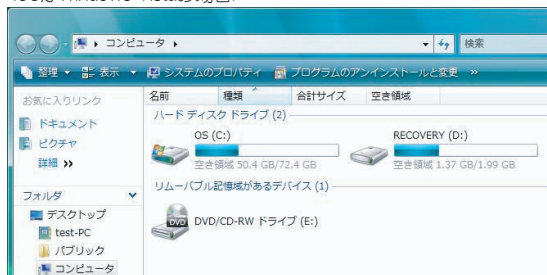 コンピュータ
検索
整理 表示 システムのプロパティ プログラムのアンインストールと変更 »
お気に入りリンク
ドキュメント
ピクチャ
詳細 »
フォルダ
デスクトップ
test-PC
パブリック
コンピュータ
名前 種類 合計サイズ 空き領域
ハード ディスク ドライブ (2)
OS (C:)
空き領域 50.4 GB/72.4 GB
RECOVERY (D:)
空き領域 1.37 GB/1.99 GB
リムーバブル記憶域があるデバイス (1)
DVD
DVD/CD-RW ドライブ (E:)